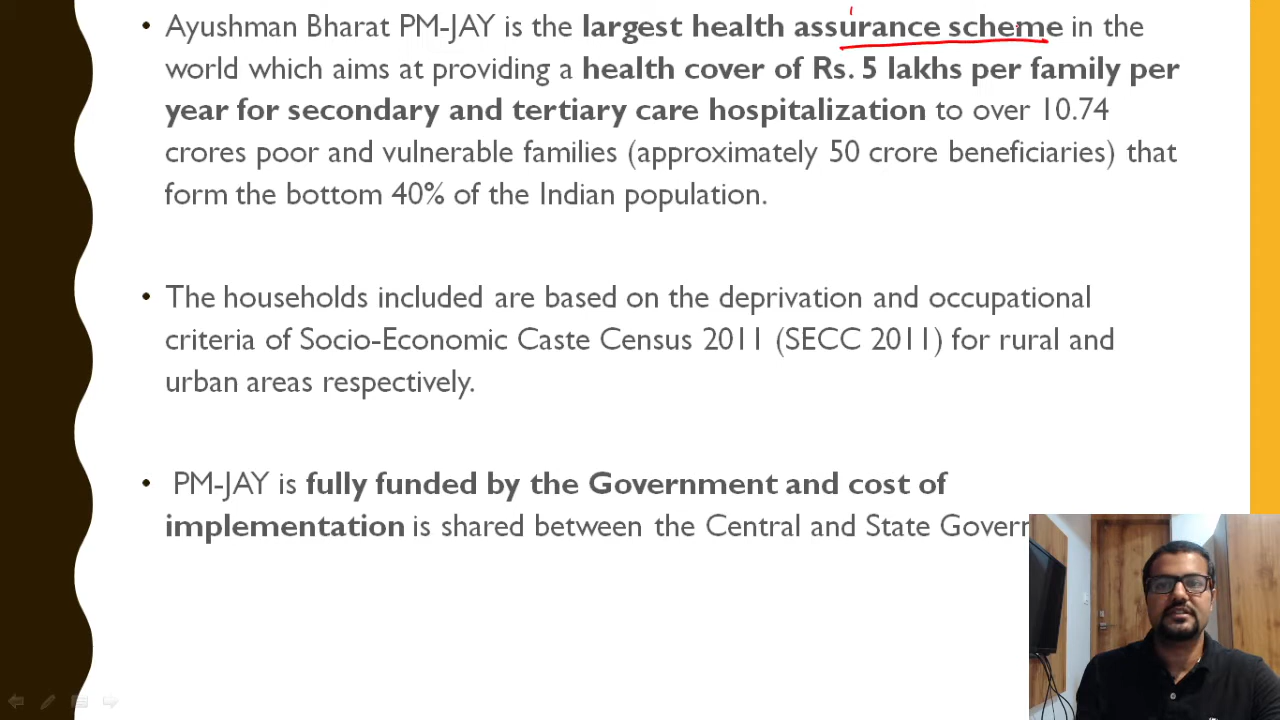 • Ayushman Bharat PM-JAY is the largest health assurance scheme in the
world which aims at providing a health cover of Rs. 5 lakhs per family per
year for secondary and tertiary care hospitalization to over 10.74
crores poor and vulnerable families (approximately 50 crore beneficiaries) that
form the bottom 40% of the Indian population.
• The households included are based on the deprivation and occupational
criteria of Socio-Economic Caste Census 2011 (SECC 2011) for rural and
urban areas respectively.
• PM-JAY is fully funded by the Government and cost of
implementation is shared between the Central and State